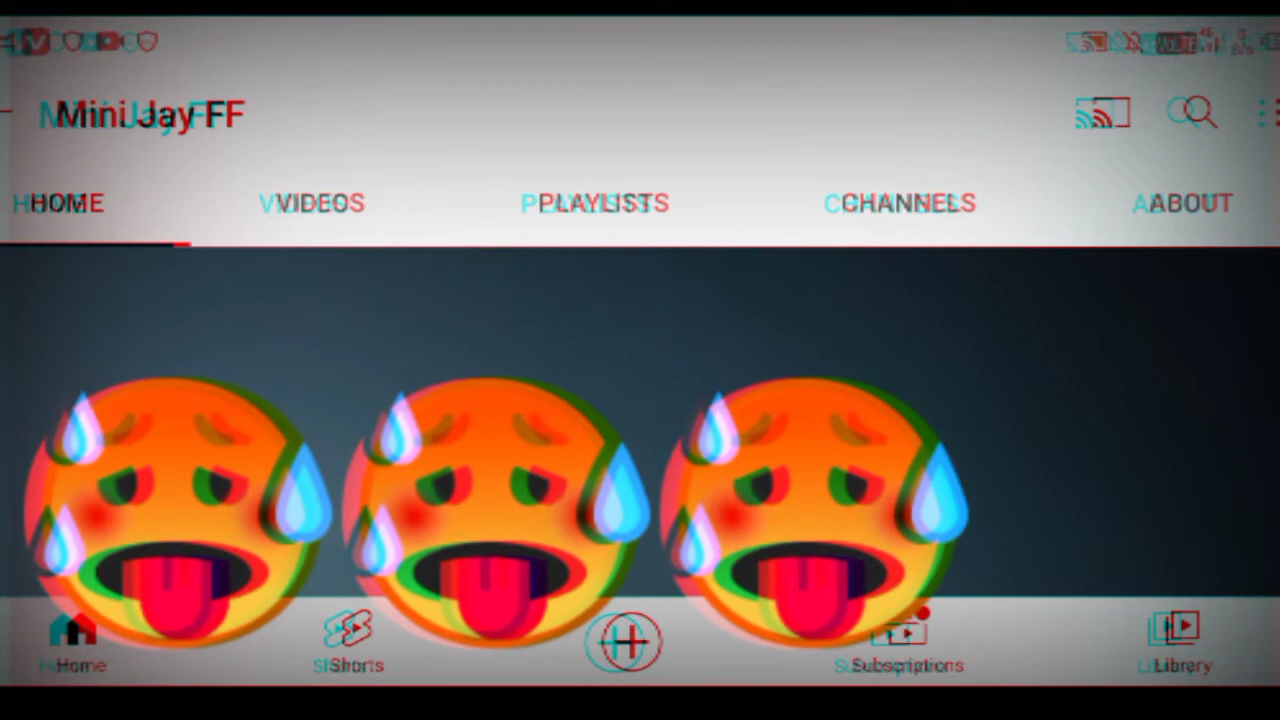 Mini Jay FF
HOME VIDEOS PLAYLISTS CHANNELS ABOUT
Home Shorts Subscriptions Library